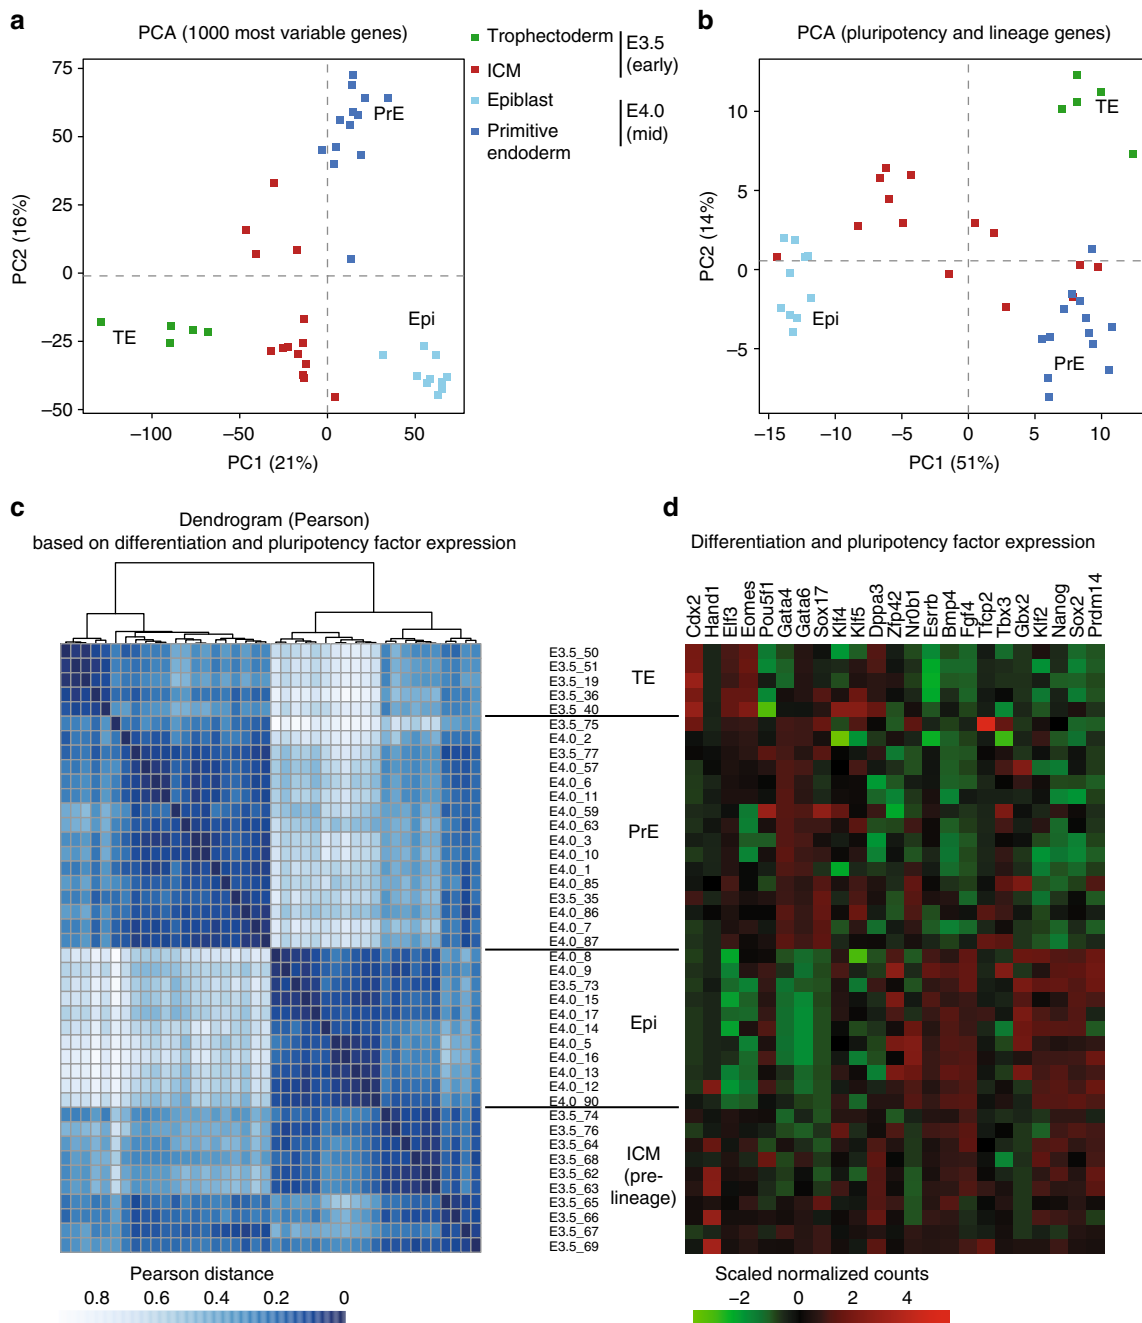 a
PCA (1000 most variable genes)
75
50
25
0
−25
−50
−100
−50
0
50
PC2 (16%)
PC1 (21%)
PrE
TE
Epi
Trophectoderm
ICM
Epiblast
Primitive
endoderm
E3.5
(early)
E4.0
(mid)
b
PCA (pluripotency and lineage genes)
10
5
0
−5
−15
−10
−5
0
5
10
PC2 (14%)
PC1 (51%)
TE
Epi
PrE
c
Dendrogram (Pearson)
based on differentiation and pluripotency factor expression
E3.5_50
E3.5_51
E3.5_19
E3.5_36
E3.5_40
E3.5_75
E4.0_2
E3.5_77
E4.0_57
E4.0_6
E4.0_11
E4.0_59
E4.0_63
E4.0_3
E4.0_10
E4.0_1
E4.0_85
E3.5_35
E4.0_86
E4.0_7
E4.0_87
E4.0_8
E4.0_9
E3.5_73
E4.0_15
E4.0_17
E4.0_14
E4.0_5
E4.0_16
E4.0_13
E4.0_12
E4.0_90
E3.5_74
E3.5_76
E3.5_64
E3.5_68
E3.5_62
E3.5_63
E3.5_65
E3.5_66
E3.5_67
E3.5_69
TE
PrE
Epi
ICM
(pre-
lineage)
Pearson distance
0.8 0.6 0.4 0.2 0
d
Differentiation and pluripotency factor expression
Cdx2
Hand1
Elf3
Eomes
Pou5f1
Gata4
Gata6
Sox17
Klf4
Klf5
Dppa3
Zfp42
Nr0b1
Esrrb
Bmp4
Fgf4
Tfcp2
Tbx3
Gbx2
Klf2
Nanog
Sox2
Prdm14
Scaled normalized counts
−2 0 2 4